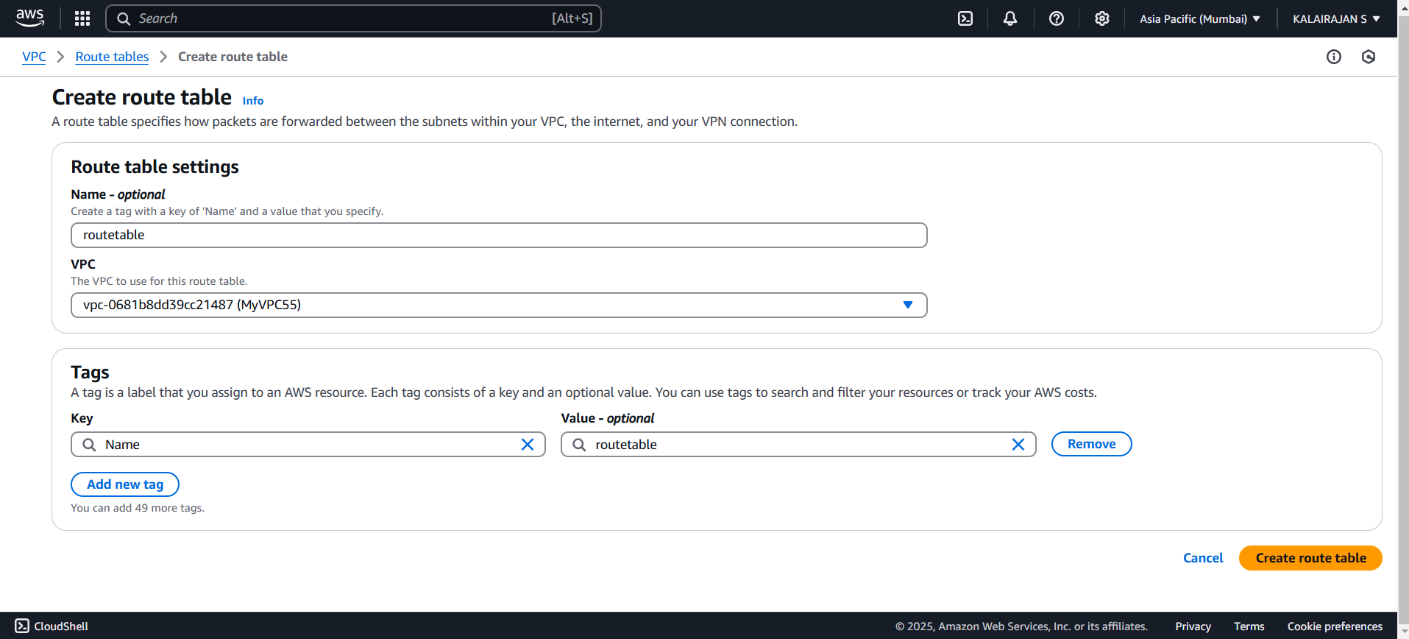 aws Search [Alt+S] Asia Pacific (Mumbai) KALAIRAJAN S
VPC Route tables Create route table
Create route table Info
A route table specifies how packets are forwarded between the subnets within your VPC, the internet, and your VPN connection.
Route table settings
Name - optional
Create a tag with a key of 'Name' and a value that you specify.
routetable
VPC
The VPC to use for this route table.
vpc-0681b8dd39cc21487 (MyVPC55)
Tags
A tag is a label that you assign to an AWS resource. Each tag consists of a key and an optional value. You can use tags to search and filter your resources or track your AWS costs.
Key Value - optional
Name routetable Remove
Add new tag
You can add 49 more tags.
Cancel Create route table
CloudShell © 2025, Amazon Web Services, Inc. or its affiliates. Privacy Terms Cookie preferences